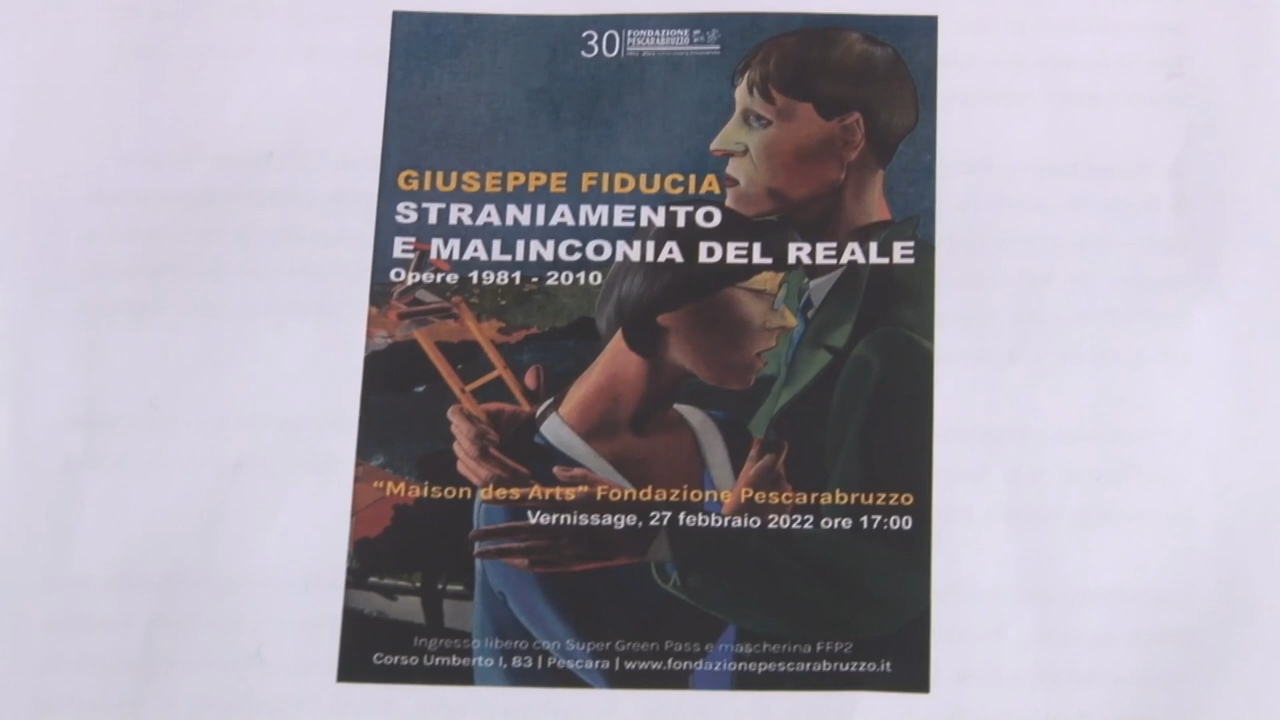 30 FONDAZIONE
PESCARABRUZZO
GIUSEPPE FIDUCIA
STRANIAMENTO
E MALINCONIA DEL REALE
Opere 1981 - 2010
“Maison des Arts” Fondazione Pescarabruzzo
Vernissage, 27 febbraio 2022 ore 17:00
Ingresso libero con Super Green Pass e mascherina FFP2
Corso Umberto I, 83 | Pescara | www.fondazionepescarabruzzo.it